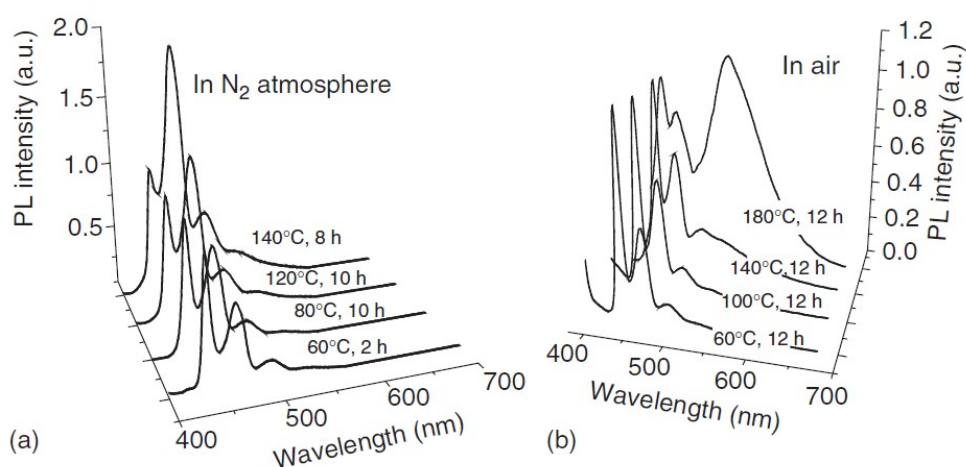 2.0
1.5
1.0
0.5
PL intensity (a.u.)
In N2 atmosphere
140°C, 8 h
120°C, 10 h
80°C, 10 h
60°C, 2 h
400
500
600
700
Wavelength (nm)
(a)
In air
1.2
1.0
0.8
0.6
0.4
0.2
0.0
PL intensity (a.u.)
180°C, 12 h
140°C, 12 h
100°C, 12 h
60°C, 12 h
400
500
600
700
Wavelength (nm)
(b)